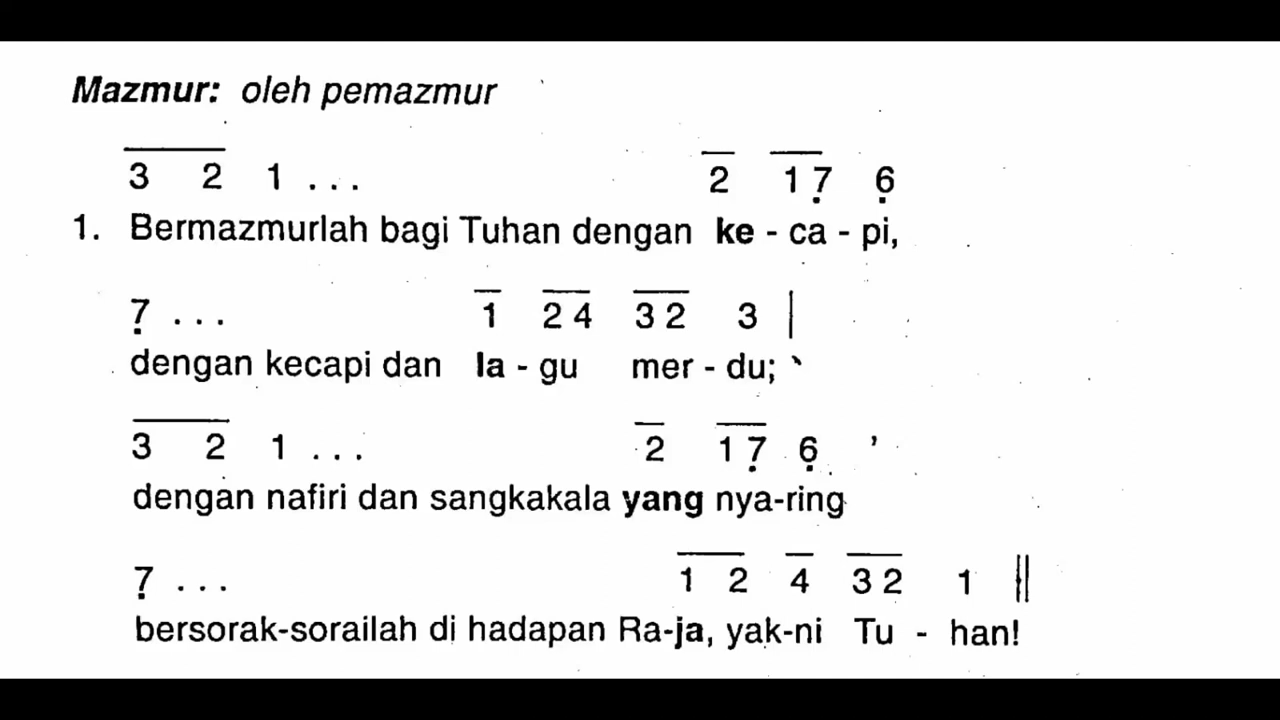 Mazmur: oleh pemazmur
3 2 1 ... 2 1 7̣ 6̣
1. Bermazmurlah bagi Tuhan dengan ke - ca - pi,
7̣ ... 1 2 4 3 2 3 |
dengan kecapi dan la - gu mer - du;
3 2 1 ... 2 1 7̣ 6̣ ,
dengan nafiri dan sangkakala yang nya-ring
7̣ ... 1 2 4 3 2 1 ||
bersorak-sorailah di hadapan Ra-ja, yak-ni Tu - han!